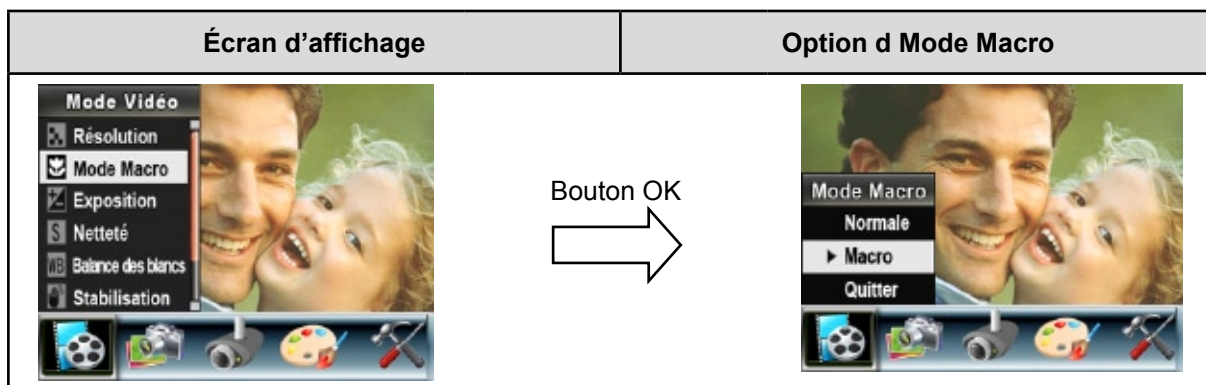 Écran d’affichage
Option d Mode Macro
Mode Vidéo
Résolution
Mode Macro
Exposition
S Netteté
WB Balance des blancs
Stabilisation
Bouton OK
Mode Macro
Normale
Macro
Quitter